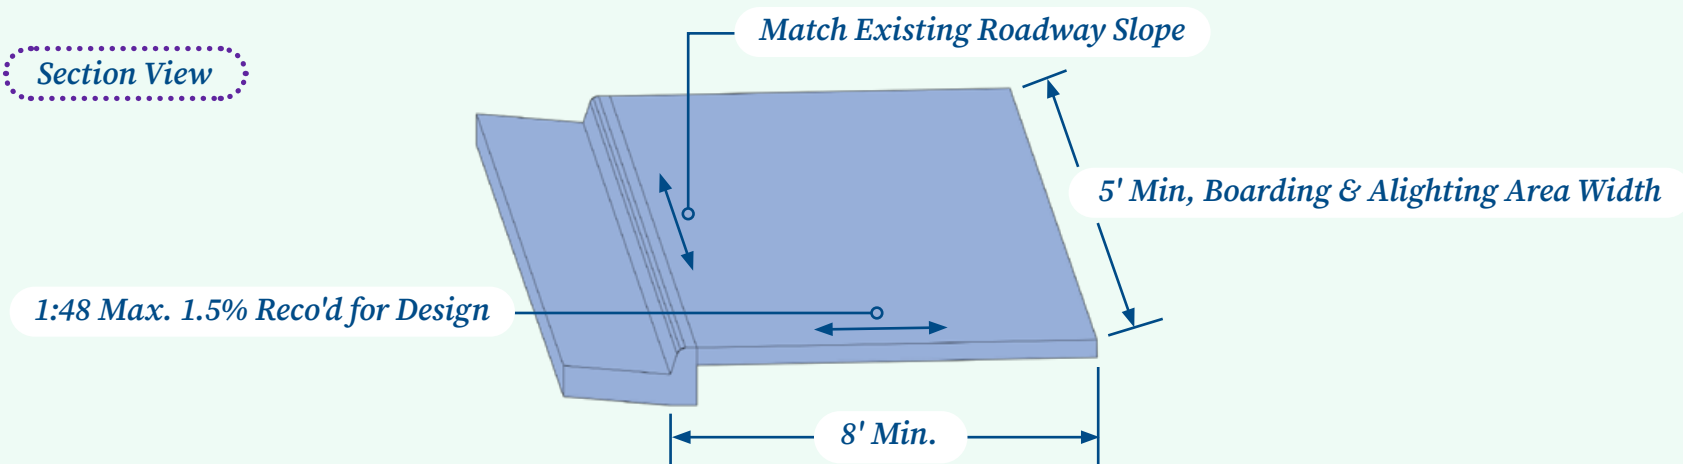 Match Existing Roadway Slope
Section View
5' Min, Boarding & Alighting Area Width
1:48 Max. 1.5% Reco'd for Design
8' Min.